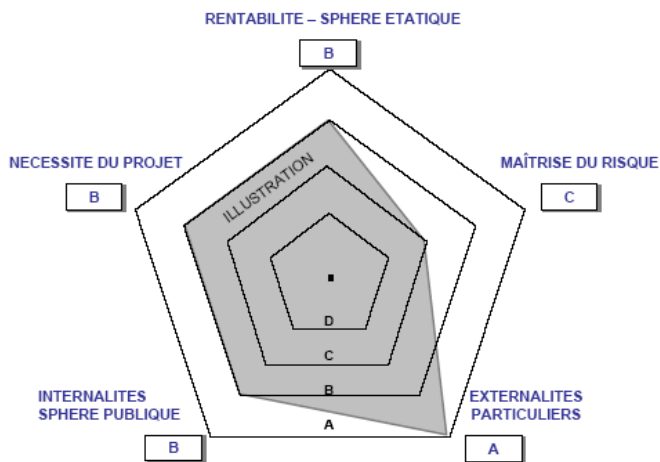 RENTABILITE – SPHERE ETATIQUE
B
NECESSITE DU PROJET
B
MAÎTRISE DU RISQUE
C
ILLUSTRATION
D
C
B
A
INTERNALITES
SPHERE PUBLIQUE
B
EXTERNALITES
PARTICULIERS
A